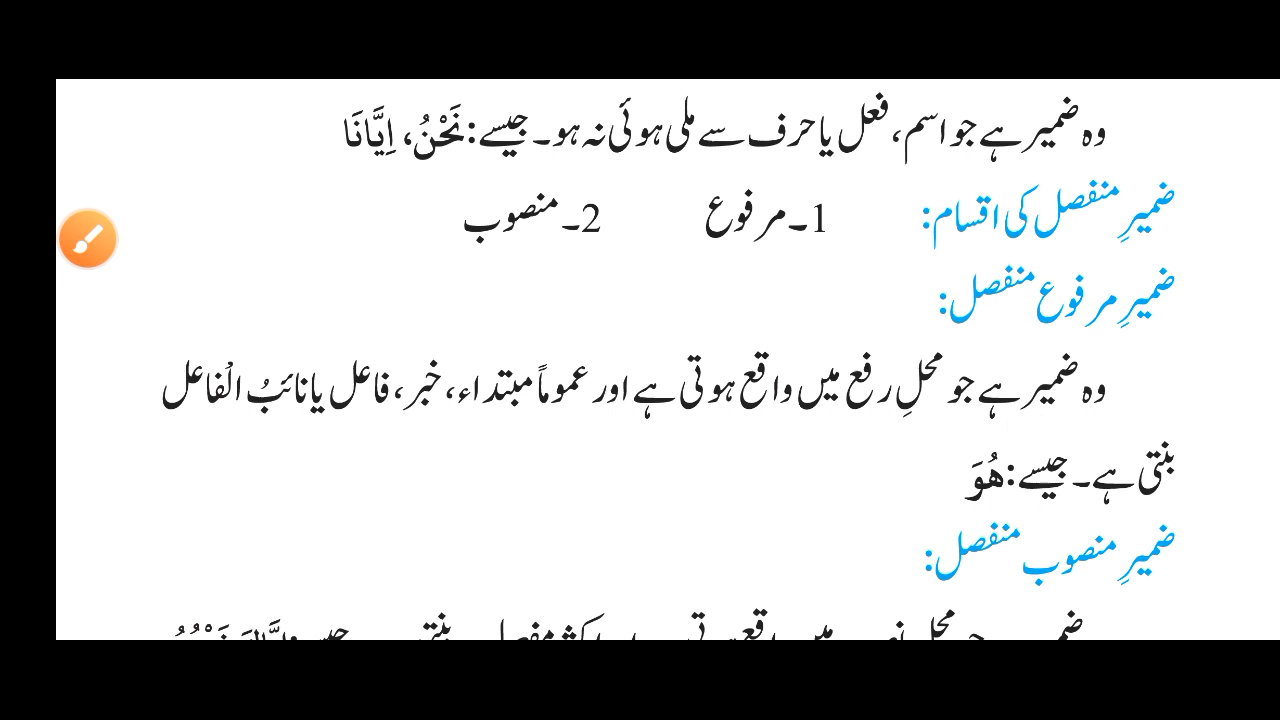 وہ ضمیر ہے جو اسم، فعل یا حرف سے ملی ہوئی نہ ہو۔ جیسے: نَحْنُ، اِیَّانَا
ضمیرِ منفصل کی اقسام: 1۔ مرفوع 2۔ منصوب
ضمیرِ مرفوع منفصل:
وہ ضمیر ہے جو محلِ رفع میں واقع ہوتی ہے اور عموماً مبتداء، خبر، فاعل یا نائبُ الْفاعل
بنتی ہے۔ جیسے: هُوَ
ضمیرِ منصوب منفصل: